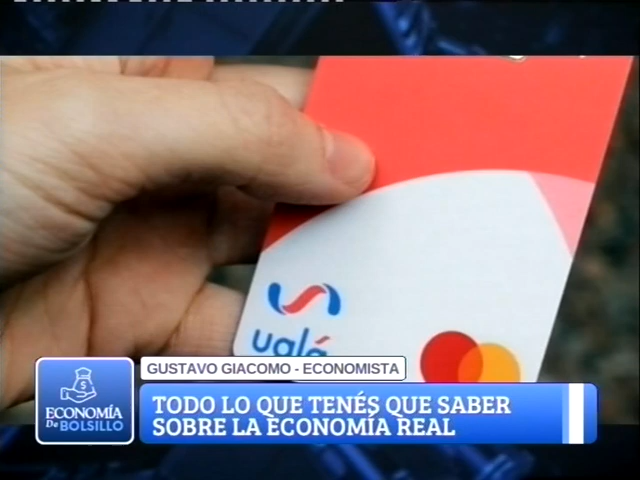 ualá
GUSTAVO GIACOMO - ECONOMISTA
ECONOMÍA
De BOLSILLO
TODO LO QUE TENÉS QUE SABER
SOBRE LA ECONOMÍA REAL